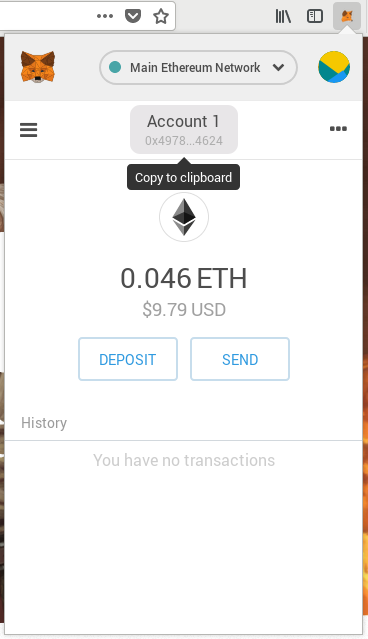 Main Ethereum Network
Account 1
0x4978...4624
Copy to clipboard
0.046 ETH
$9.79 USD
DEPOSIT
SEND
History
You have no transactions